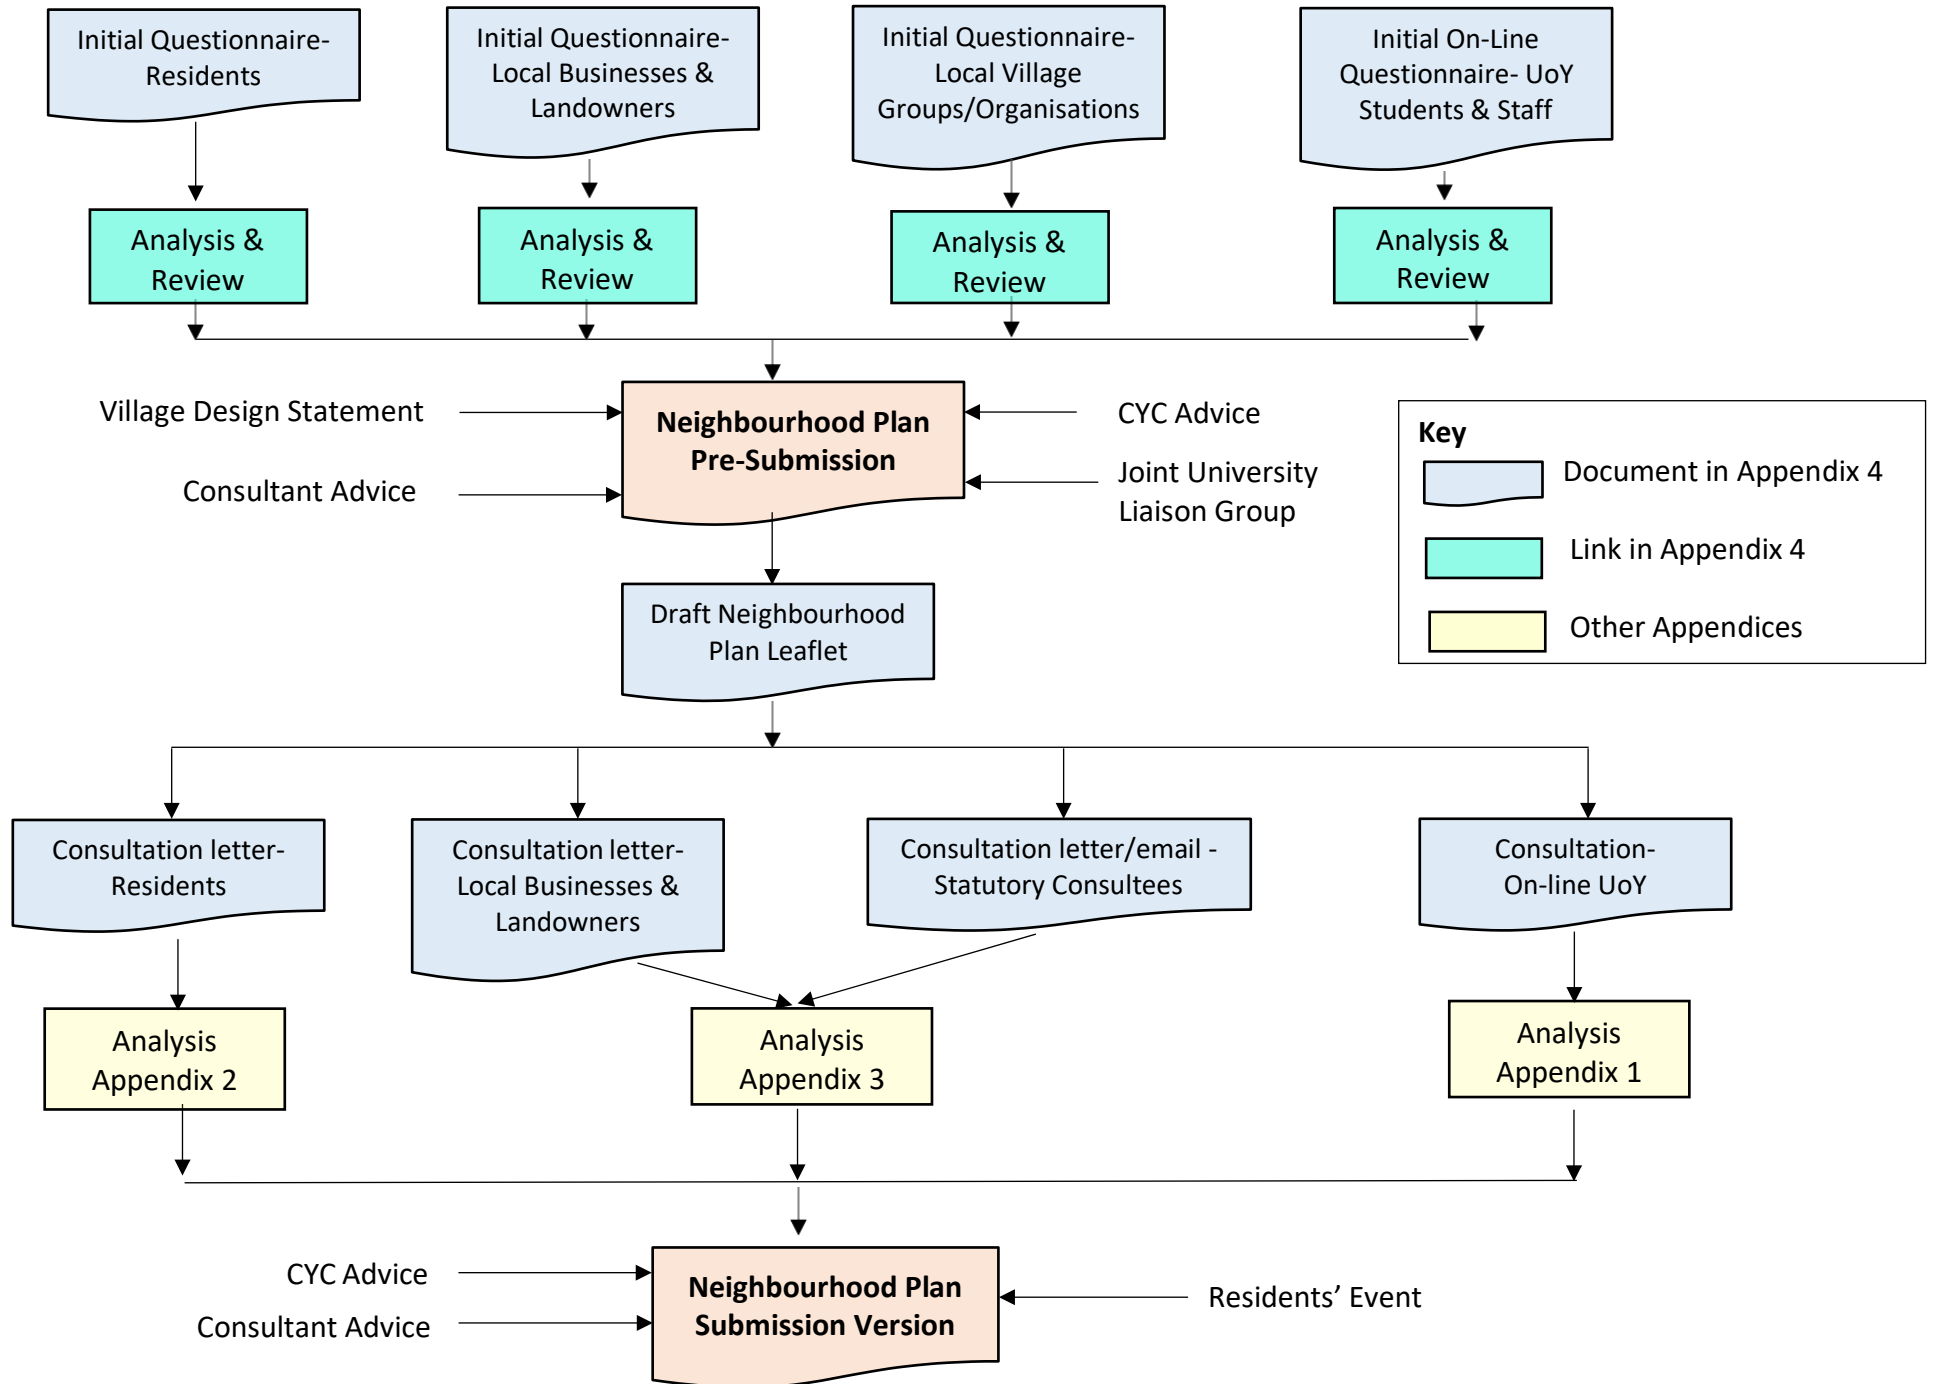 Initial Questionnaire-
Residents
Initial Questionnaire-
Local Businesses &
Landowners
Initial Questionnaire-
Local Village
Groups/Organisations
Initial On-Line
Questionnaire- UoY
Students & Staff
Analysis &
Review
Analysis &
Review
Analysis &
Review
Analysis &
Review
Village Design Statement
Consultant Advice
Neighbourhood Plan
Pre-Submission
CYC Advice
Joint University
Liaison Group
Key
Document in Appendix 4
Link in Appendix 4
Other Appendices
Draft Neighbourhood
Plan Leaflet
Consultation letter-
Residents
Consultation letter-
Local Businesses &
Landowners
Consultation letter/email -
Statutory Consultees
Consultation-
On-line UoY
Analysis
Appendix 2
Analysis
Appendix 3
Analysis
Appendix 1
CYC Advice
Consultant Advice
Neighbourhood Plan
Submission Version
Residents’ Event